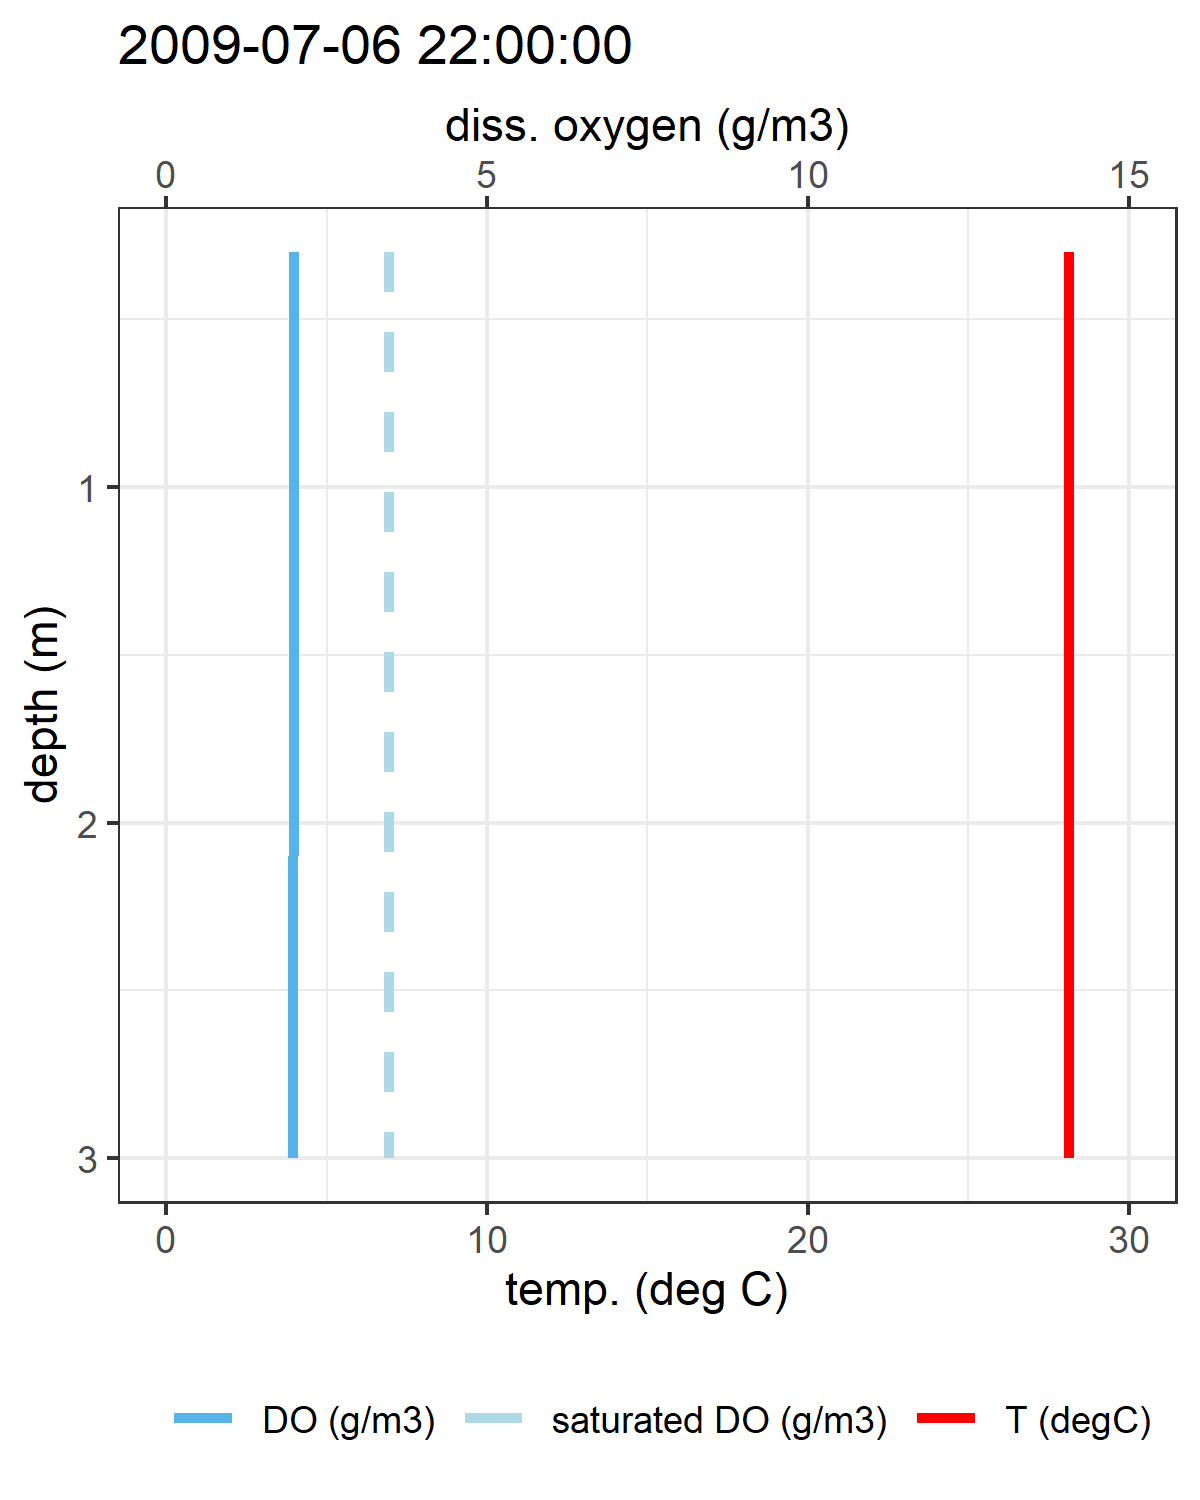 2009-07-06 22:00:00
diss. oxygen (g/m3)
0 5 10 15
1
2
3
depth (m)
0 10 20 30
temp. (deg C)
DO (g/m3) saturated DO (g/m3) T (degC)